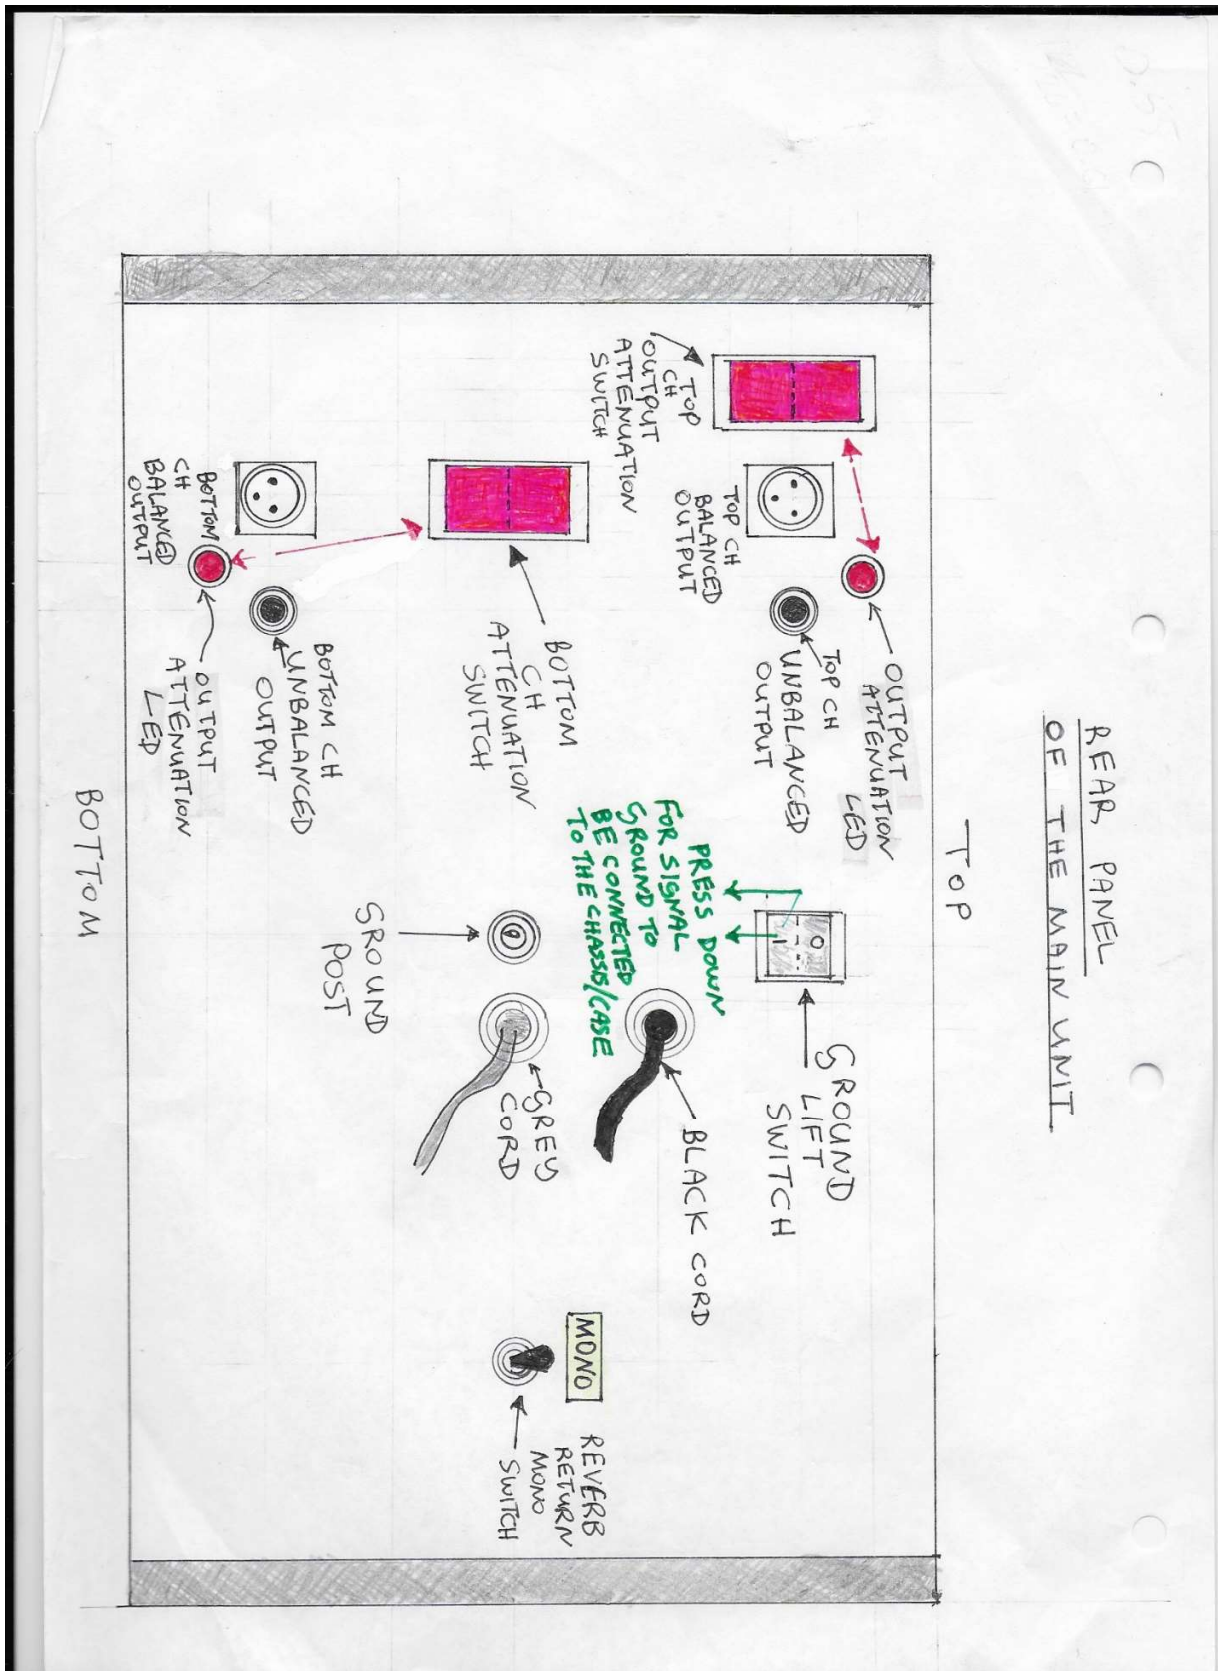 REAR PANEL
OF THE MAIN UNIT
TOP
TOP
CH
OUTPUT
ATTENUATION
SWITCH
TOP CH
BALANCED
OUTPUT
OUTPUT
ATTENUATION
LED
TOP CH
UNBALANCED
OUTPUT
O
I
GROUND
LIFT
SWITCH
PRESS DOWN
FOR SIGNAL
GROUND TO
BE CONNECTED
TO THE CHASSIS/CASE
BLACK CORD
BOTTOM
CH
ATTENUATION
SWITCH
GROUND
POST
GREY
CORD
MONO
REVERB
RETURN
MONO
SWITCH
BOTTOM
CH
BALANCED
OUTPUT
BOTTOM CH
UNBALANCED
OUTPUT
OUTPUT
ATTENUATION
LED
BOTTOM